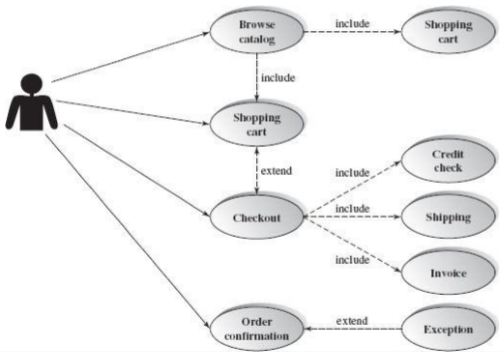 Browse
catalog
include
Shopping
cart
include
Shopping
cart
extend
Checkout
include
Credit
check
include
Shipping
include
Invoice
Order
confirmation
extend
Exception